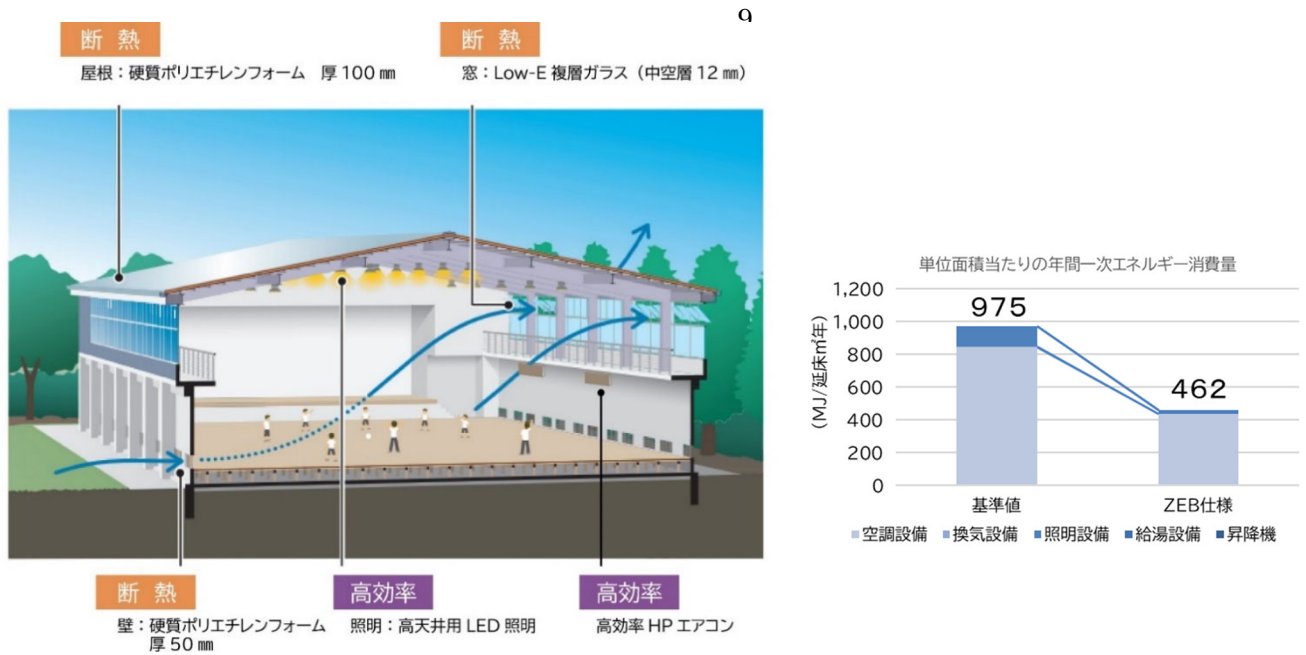 断熱
屋根：硬質ポリエチレンフォーム　厚 100 ㎜
断熱
窓：Low-E 複層ガラス（中空層 12 ㎜）
断熱
壁：硬質ポリエチレンフォーム
厚 50 ㎜
高効率
照明：高天井用 LED 照明
高効率
高効率 HP エアコン
単位面積当たりの年間一次エネルギー消費量
(MJ/延床㎡年)
1,200
1,000
800
600
400
200
0
975
462
基準値
ZEB仕様
空調設備 換気設備 照明設備 給湯設備 昇降機